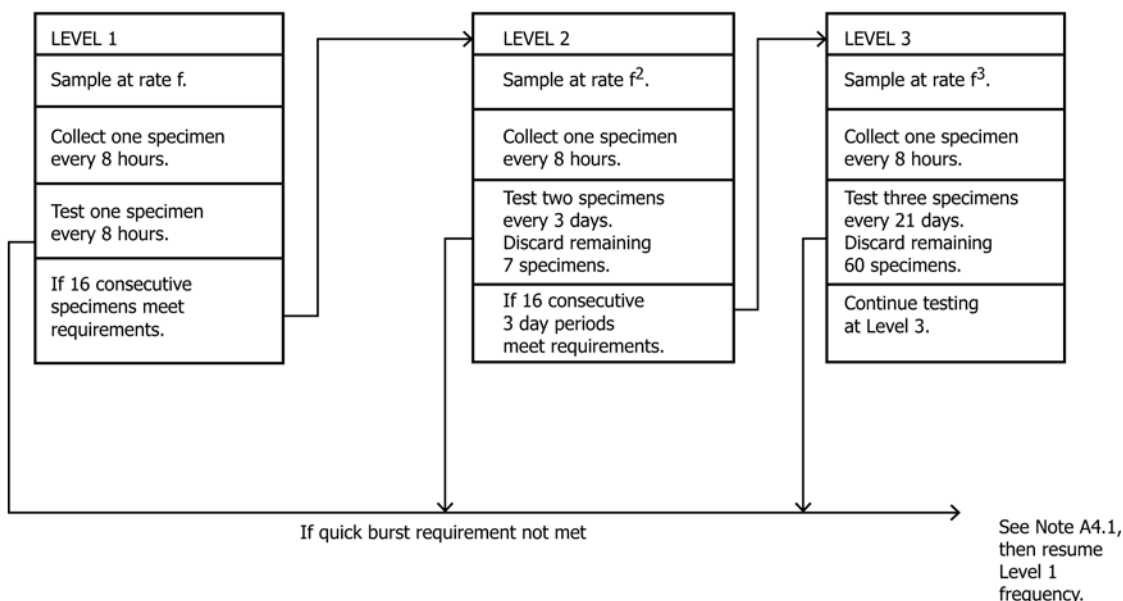 LEVEL 1
Sample at rate f.
Collect one specimen
every 8 hours.
Test one specimen
every 8 hours.
If 16 consecutive
specimens meet
requirements.
LEVEL 2
Sample at rate f².
Collect one specimen
every 8 hours.
Test two specimens
every 3 days.
Discard remaining
7 specimens.
If 16 consecutive
3 day periods
meet requirements.
LEVEL 3
Sample at rate f³.
Collect one specimen
every 8 hours.
Test three specimens
every 21 days.
Discard remaining
60 specimens.
Continue testing
at Level 3.
If quick burst requirement not met
See Note A4.1,
then resume
Level 1
frequency.